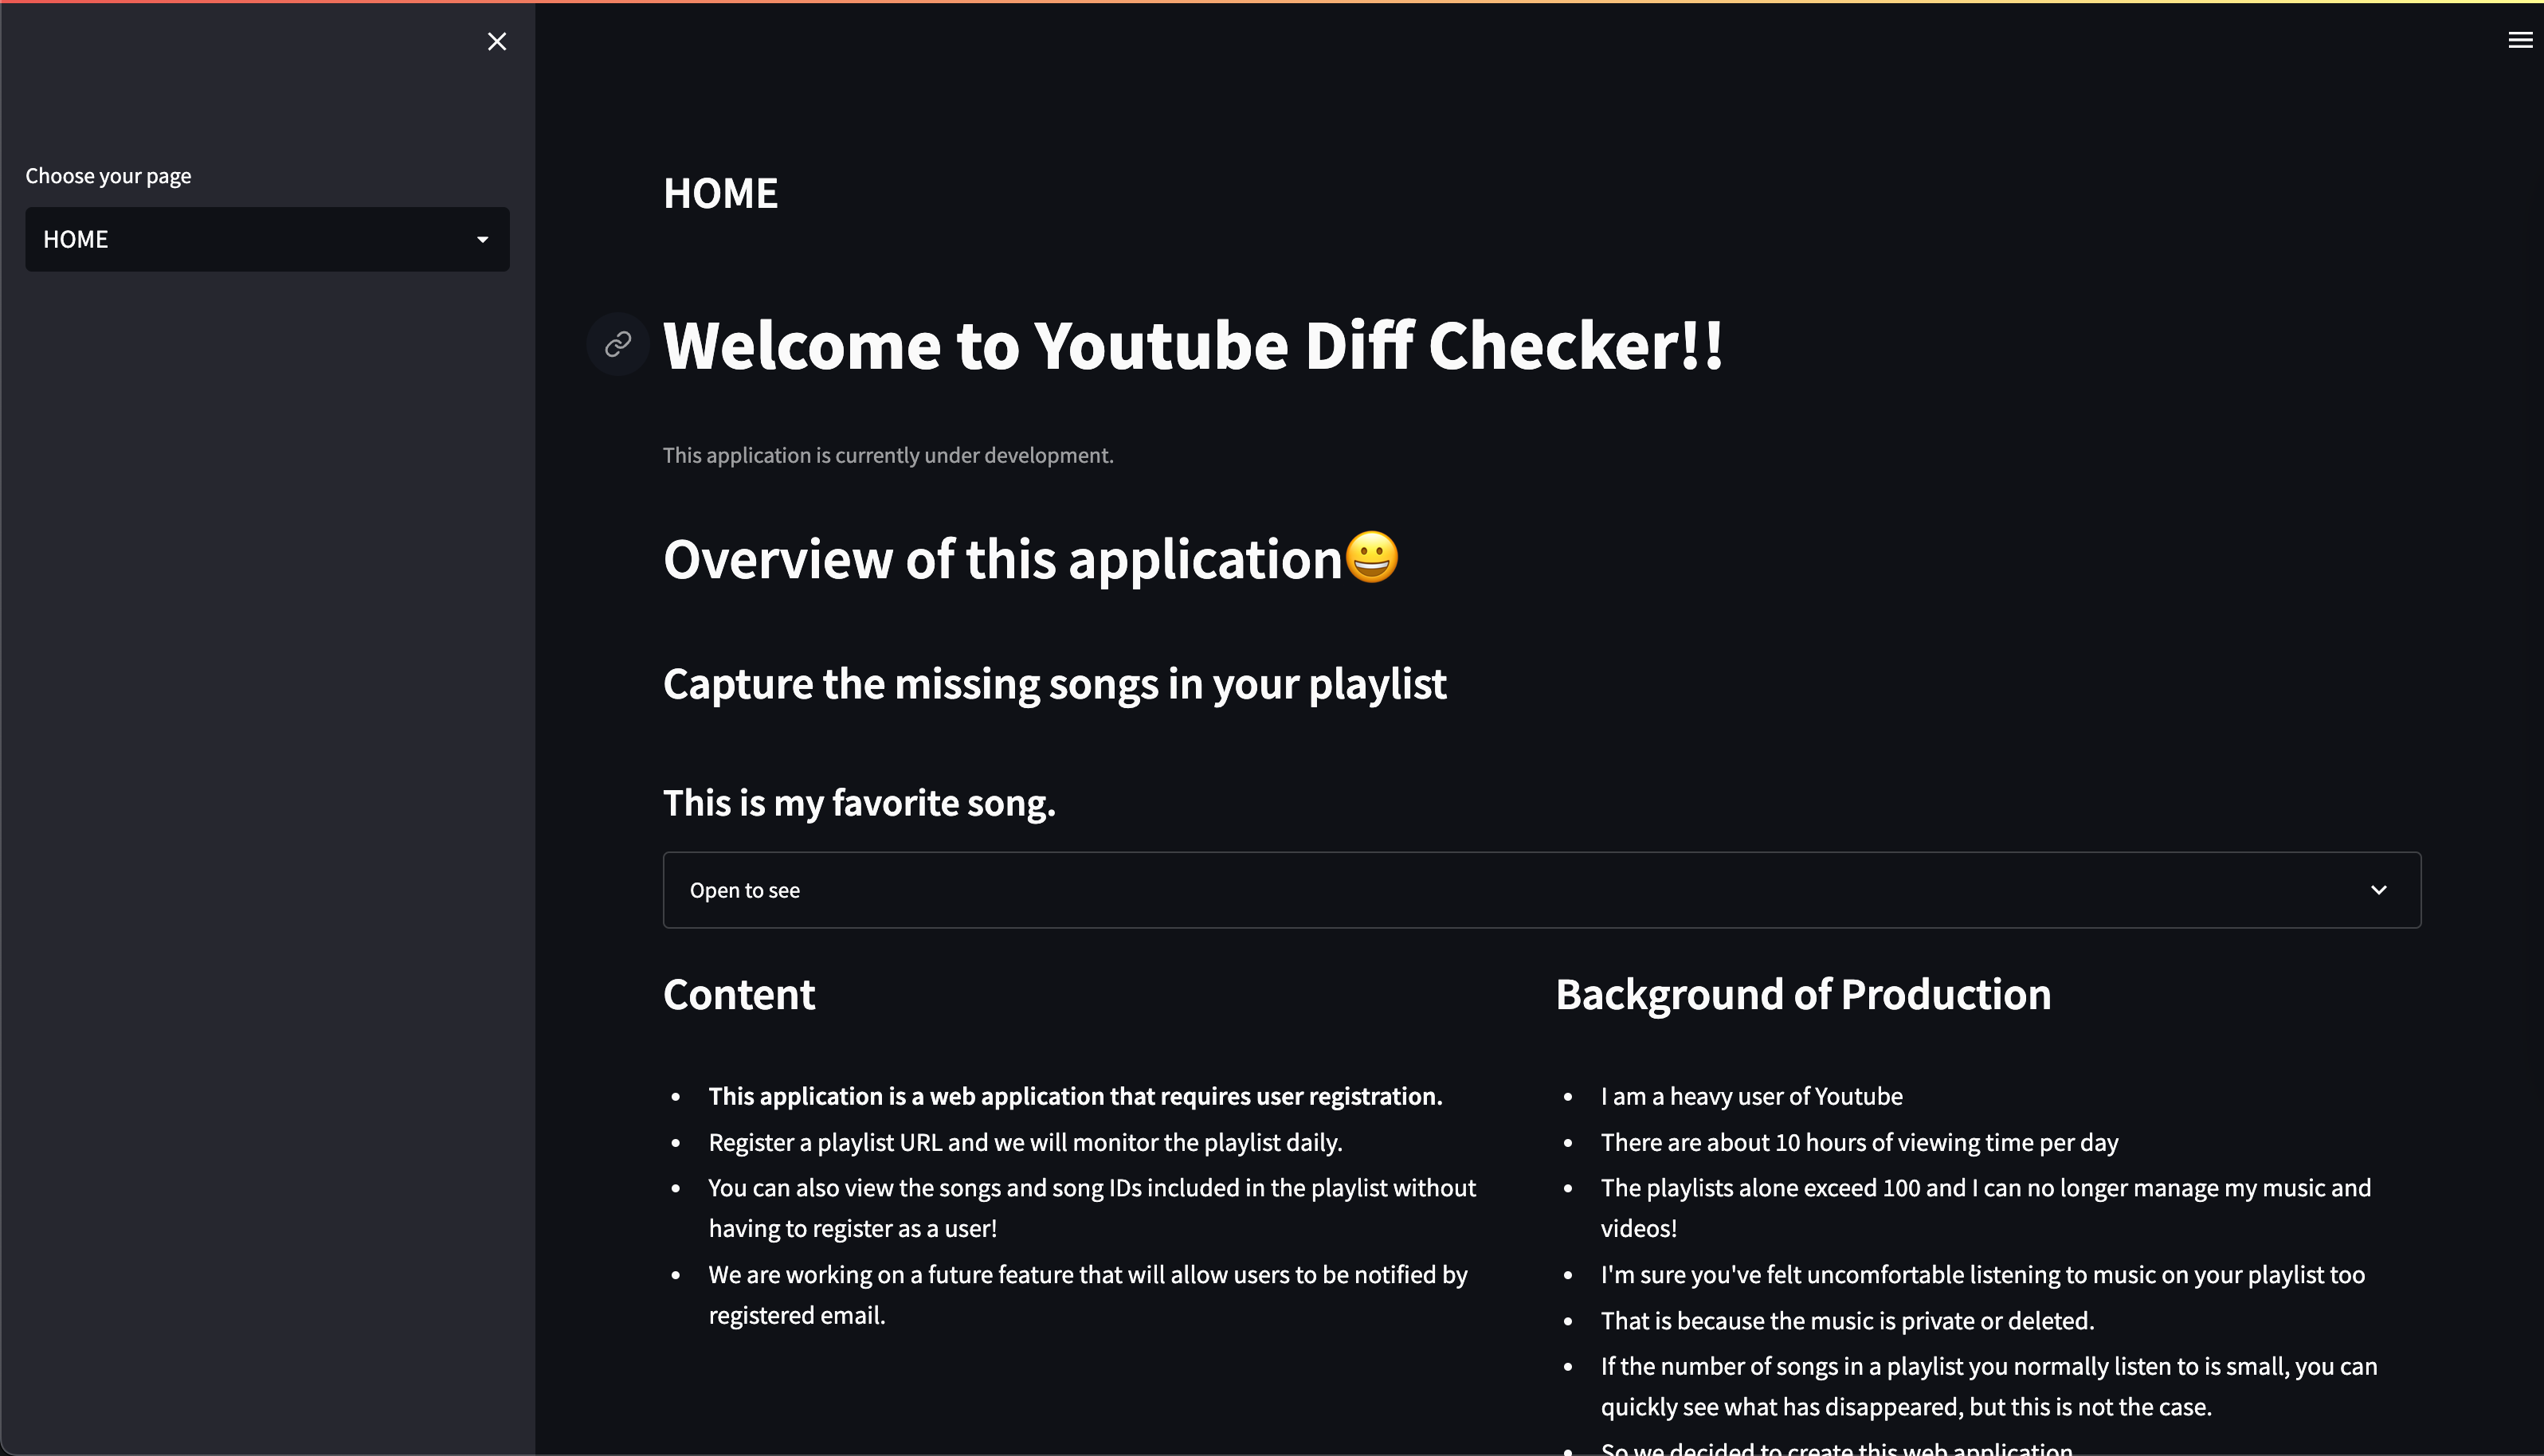 Choose your page
HOME
HOME
Welcome to Youtube Diff Checker!!
This application is currently under development.
Overview of this application😀
Capture the missing songs in your playlist
This is my favorite song.
Open to see
Content
• This application is a web application that requires user registration.
• Register a playlist URL and we will monitor the playlist daily.
• You can also view the songs and song IDs included in the playlist without
having to register as a user!
• We are working on a future feature that will allow users to be notified by
registered email.
Background of Production
• I am a heavy user of Youtube
• There are about 10 hours of viewing time per day
• The playlists alone exceed 100 and I can no longer manage my music and
videos!
• I'm sure you've felt uncomfortable listening to music on your playlist too
• That is because the music is private or deleted.
• If the number of songs in a playlist you normally listen to is small, you can
quickly see what has disappeared, but this is not the case.
• So we decided to create this web application